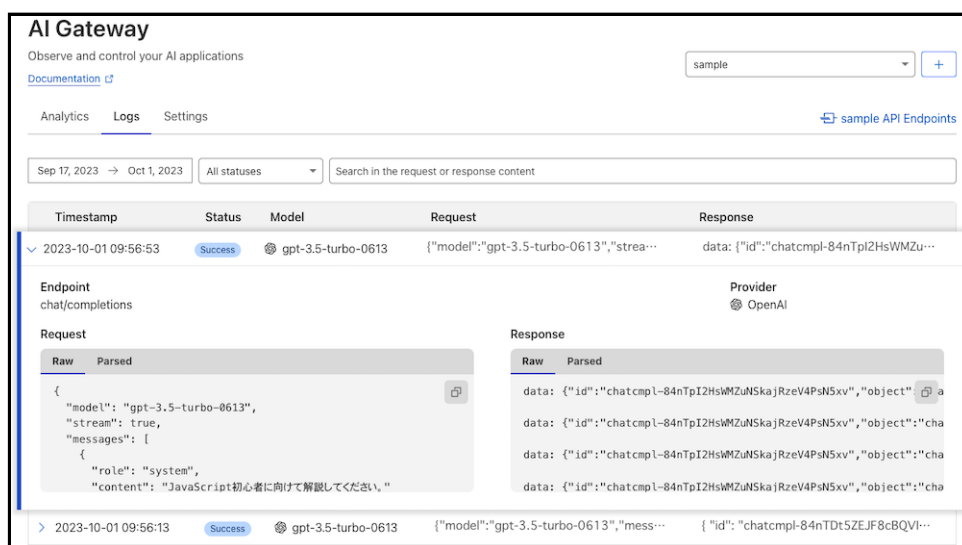 AI Gateway
Observe and control your AI applications
Documentation
sample
+
Analytics Logs Settings
sample API Endpoints
Sep 17, 2023 → Oct 1, 2023 All statuses Search in the request or response content
Timestamp Status Model Request Response
2023-10-01 09:56:53 Success gpt-3.5-turbo-0613 {"model":"gpt-3.5-turbo-0613","strea··· data: {"id":"chatcmpl-84nTpI2HsWMZu···
Endpoint Provider
chat/completions OpenAI
Request Response
Raw Parsed Raw Parsed
{
"model": "gpt-3.5-turbo-0613",
"stream": true,
"messages": [
{
"role": "system",
"content": "JavaScript初心者に向けて解説してください。"
data: {"id":"chatcmpl-84nTpI2HsWMZuNSkajRzeV4PsN5xv","object": a
data: {"id":"chatcmpl-84nTpI2HsWMZuNSkajRzeV4PsN5xv","object":"cha
data: {"id":"chatcmpl-84nTpI2HsWMZuNSkajRzeV4PsN5xv","object":"cha
data: {"id":"chatcmpl-84nTpI2HsWMZuNSkajRzeV4PsN5xv","object":"cha
2023-10-01 09:56:13 Success gpt-3.5-turbo-0613 {"model":"gpt-3.5-turbo-0613","mess··· { "id": "chatcmpl-84nTDt5ZEJF8cBQVl···